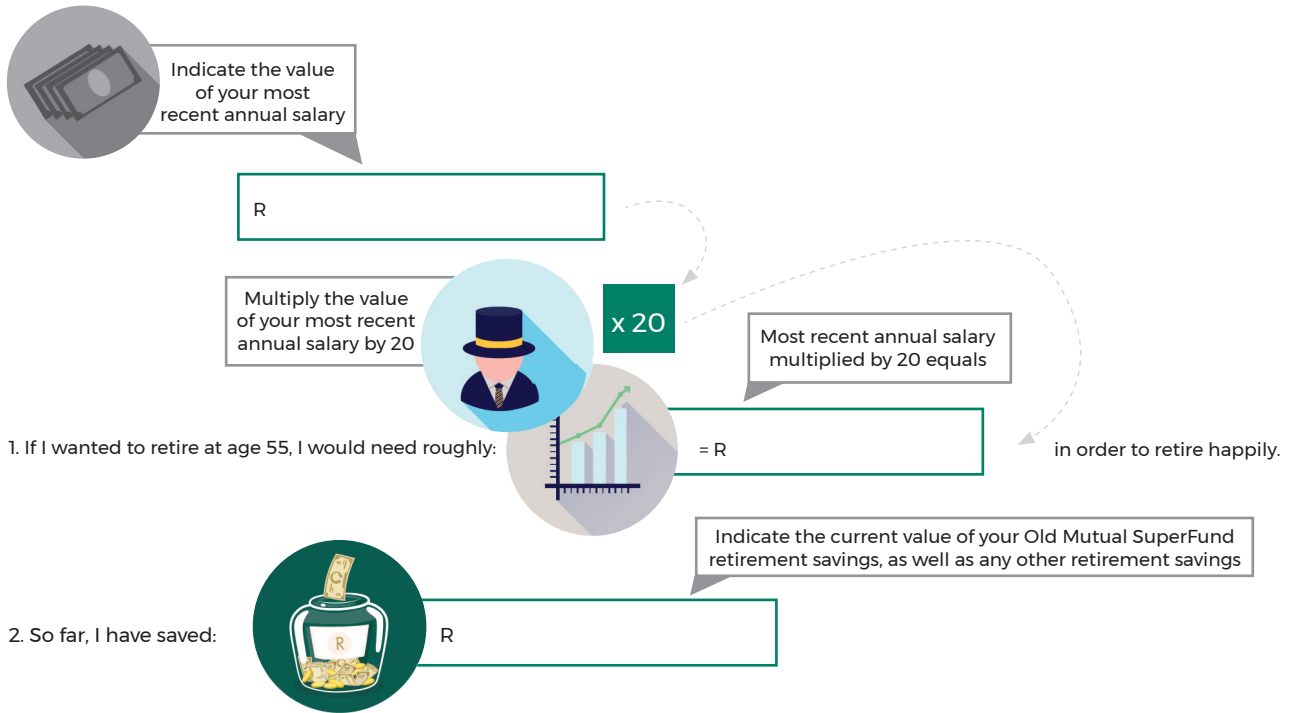 Indicate the value
of your most
recent annual salary
R
Multiply the value
of your most recent
annual salary by 20
x 20
Most recent annual salary
multiplied by 20 equals
1. If I wanted to retire at age 55, I would need roughly:
= R
in order to retire happily.
Indicate the current value of your Old Mutual SuperFund
retirement savings, as well as any other retirement savings
2. So far, I have saved:
R
R